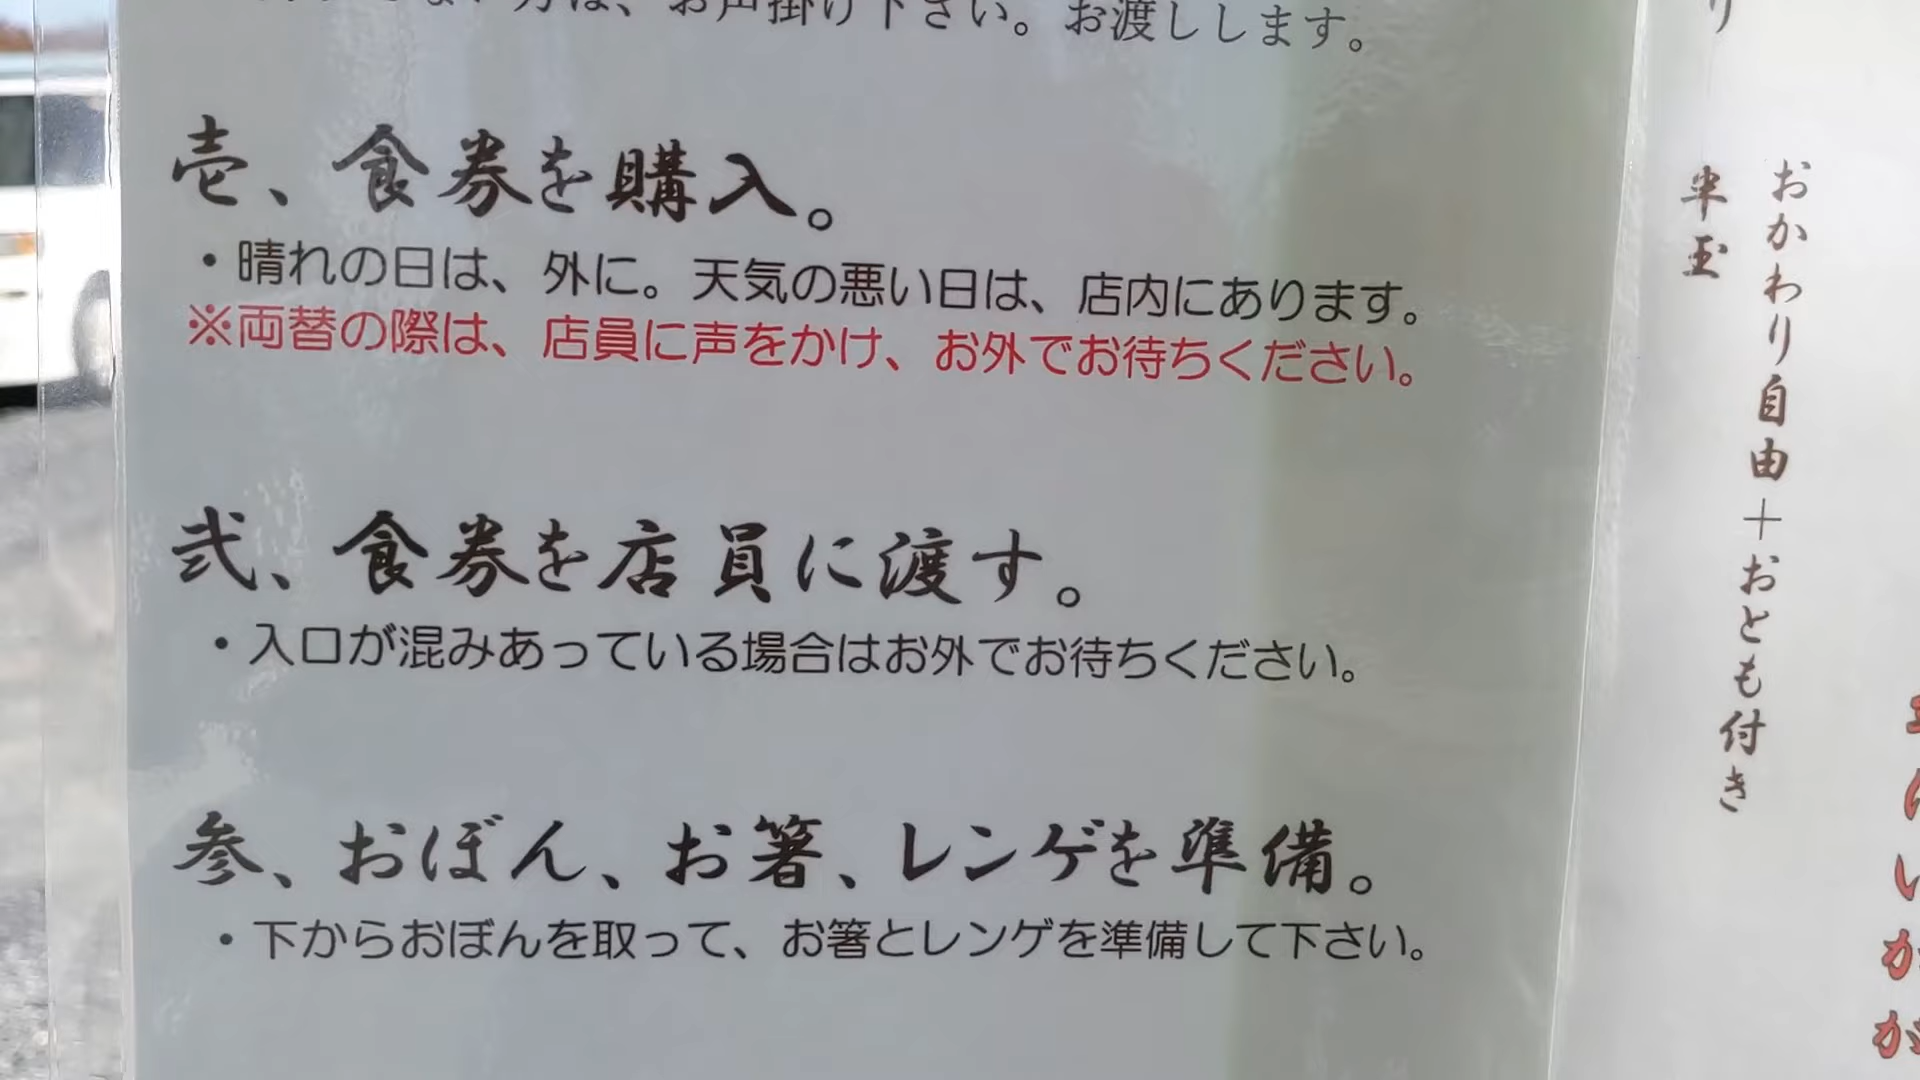 方は、お声掛け下さい。お渡しします。
壱、食券を購入。
・晴れの日は、外に。天気の悪い日は、店内にあります。
※両替の際は、店員に声をかけ、お外でお待ちください。
弐、食券を店員に渡す。
・入口が混みあっている場合はお外でお待ちください。
参、おぼん、お箸、レンゲを準備。
・下からおぼんを取って、お箸とレンゲを準備して下さい。
おかわり自由＋おとも付き
半玉